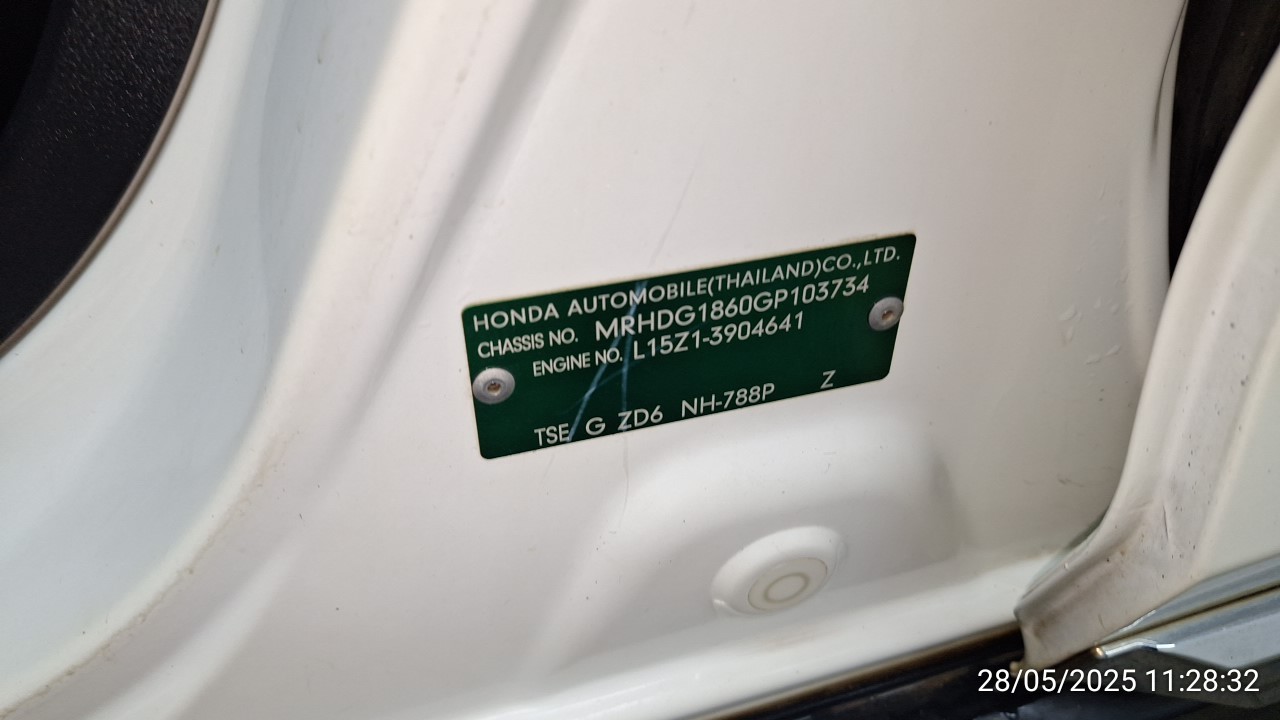 HONDA AUTOMOBILE(THAILAND)CO.,LTD.
CHASSIS NO. MRHDG1860GP103734
ENGINE NO. L15Z1-3904641
TSE G ZD6 NH-788P Z
28/05/2025 11:28:32